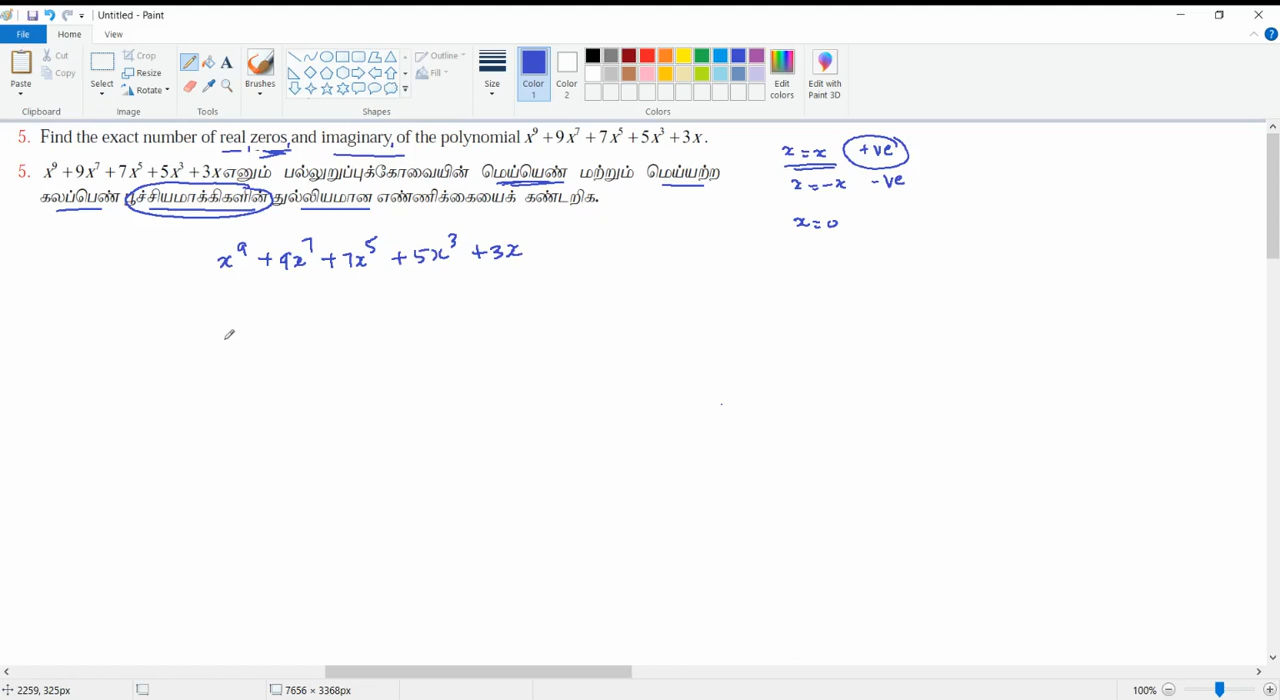 Untitled - Paint
File Home View
Paste Cut Copy Select Crop Resize Rotate Brushes Outline Fill Size Color 1 Color 2 Edit colors Edit with Paint 3D
Clipboard Image Tools Shapes Colors
5. Find the exact number of real zeros and imaginary of the polynomial x⁹ + 9x⁷ + 7x⁵ + 5x³ + 3x.
5. x⁹ + 9x⁷ + 7x⁵ + 5x³ + 3x எனும் பல்லுறுப்புக்கோவையின் மெய்யெண் மற்றும் மெய்யற்ற
கலப்பெண் பூச்சியமாக்கிகளின் துல்லியமான எண்ணிக்கையைக் கண்டறிக.
x = x +ve
x = -x -ve
x = 0
x⁹ + 9x⁷ + 7x⁵ + 5x³ + 3x
2259, 325px 7656 × 3368px 100%